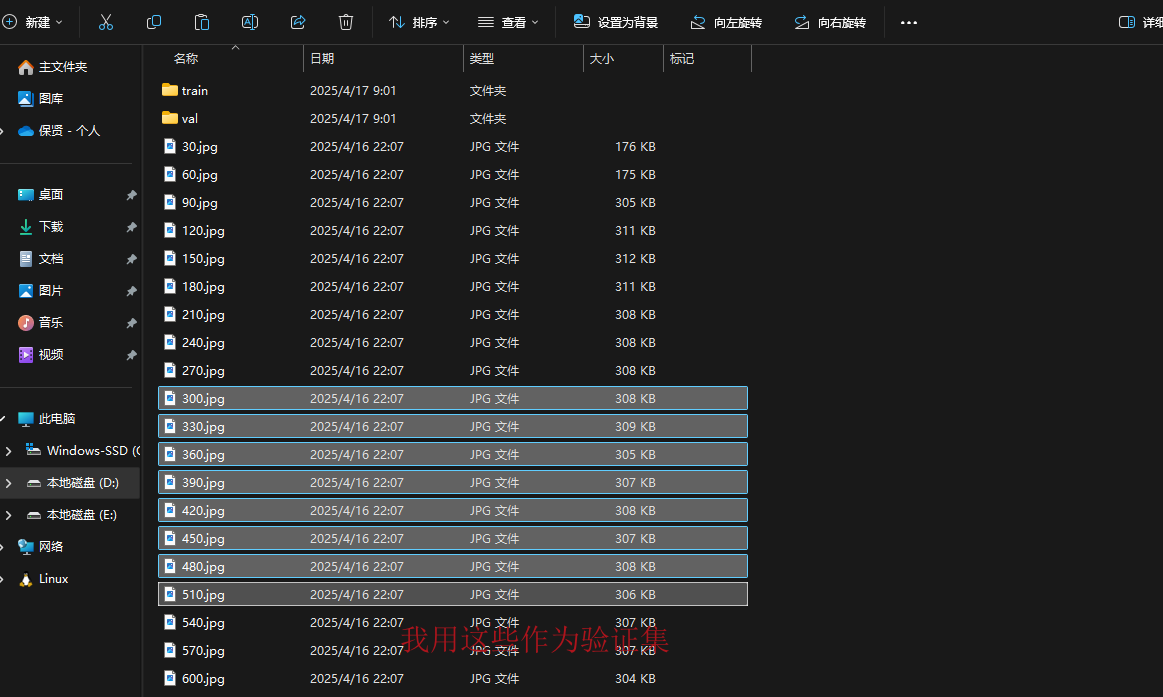 新建 排序 查看 设置为背景 向左旋转 向右旋转 ••• 详细
名称 日期 类型 大小 标记
主文件夹
图库
保贤 - 个人
桌面
下载
文档
图片
音乐
视频
此电脑
Windows-SSD (C
本地磁盘 (D:)
本地磁盘 (E:)
网络
Linux
train 2025/4/17 9:01 文件夹
val 2025/4/17 9:01 文件夹
30.jpg 2025/4/16 22:07 JPG 文件 176 KB
60.jpg 2025/4/16 22:07 JPG 文件 175 KB
90.jpg 2025/4/16 22:07 JPG 文件 305 KB
120.jpg 2025/4/16 22:07 JPG 文件 311 KB
150.jpg 2025/4/16 22:07 JPG 文件 312 KB
180.jpg 2025/4/16 22:07 JPG 文件 311 KB
210.jpg 2025/4/16 22:07 JPG 文件 308 KB
240.jpg 2025/4/16 22:07 JPG 文件 308 KB
270.jpg 2025/4/16 22:07 JPG 文件 308 KB
300.jpg 2025/4/16 22:07 JPG 文件 308 KB
330.jpg 2025/4/16 22:07 JPG 文件 309 KB
360.jpg 2025/4/16 22:07 JPG 文件 305 KB
390.jpg 2025/4/16 22:07 JPG 文件 307 KB
420.jpg 2025/4/16 22:07 JPG 文件 308 KB
450.jpg 2025/4/16 22:07 JPG 文件 307 KB
480.jpg 2025/4/16 22:07 JPG 文件 308 KB
510.jpg 2025/4/16 22:07 JPG 文件 306 KB
540.jpg 2025/4/16 22:07 JPG 文件 307 KB
我用这些作为验证集
570.jpg 2025/4/16 22:07 JPG 文件 307 KB
600.jpg 2025/4/16 22:07 JPG 文件 304 KB